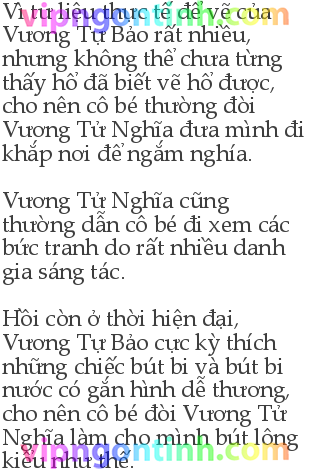 Vì tư liệu thực tế để vẽ của
Vương Tự Bảo rất nhiều,
nhưng không thể chưa từng
thấy hổ đã biết vẽ hổ được,
cho nên cô bé thường đòi
Vương Tử Nghĩa đưa mình đi
khắp nơi để ngắm nghía.
Vương Tử Nghĩa cũng
thường dẫn cô bé đi xem các
bức tranh do rất nhiều danh
gia sáng tác.
Hồi còn ở thời hiện đại,
Vương Tự Bảo cực kỳ thích
những chiếc bút bi và bút bi
nước có gắn hình dễ thương,
cho nên cô bé đòi Vương Tử
Nghĩa làm cho mình bút lông
kiểu như thế.
vipngontinh.com
vipngontinh.com